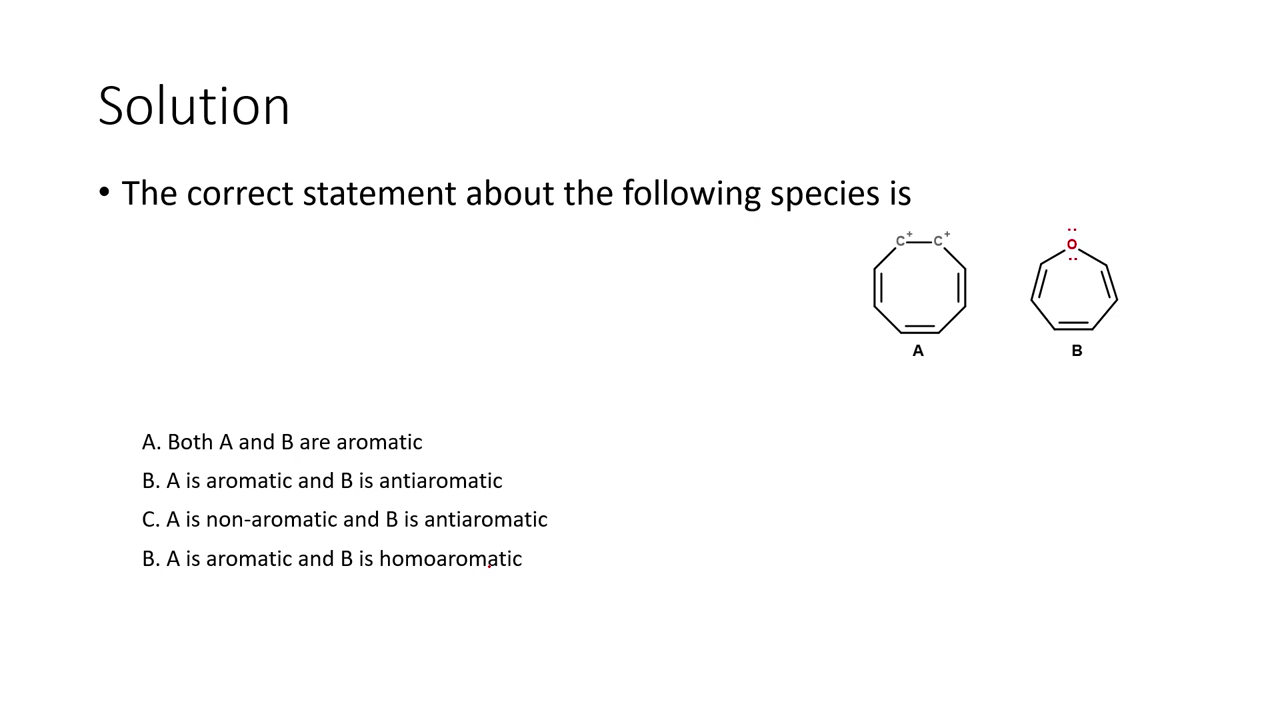 Solution
• The correct statement about the following species is
C+ C+
O
A B
A. Both A and B are aromatic
B. A is aromatic and B is antiaromatic
C. A is non-aromatic and B is antiaromatic
B. A is aromatic and B is homoaromatic